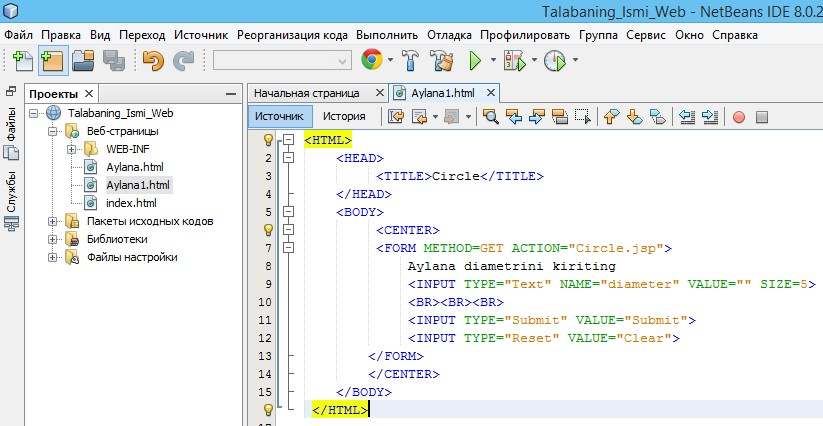 Talabaning_Ismi_Web - NetBeans IDE 8.0.2
Файл Правка Вид Переход Источник Реорганизация кода Выполнить Отладка Профилировать Группа Сервис Окно Справка
Проекты
Talabaning_Ismi_Web
Веб-страницы
WEB-INF
Aylana.html
Aylana1.html
index.html
Пакеты исходных кодов
Библиотеки
Файлы настройки
Файлы
Службы
Начальная страница Aylana1.html
Источник История
<HTML>
2 <HEAD>
3 <TITLE>Circle</TITLE>
4 </HEAD>
5 <BODY>
<CENTER>
7 <FORM METHOD=GET ACTION="Circle.jsp">
8 Aylana diametrini kiriting
9 <INPUT TYPE="Text" NAME="diameter" VALUE="" SIZE=5>
10 <BR><BR><BR>
11 <INPUT TYPE="Submit" VALUE="Submit">
12 <INPUT TYPE="Reset" VALUE="Clear">
13 </FORM>
14 </CENTER>
15 </BODY>
</HTML>